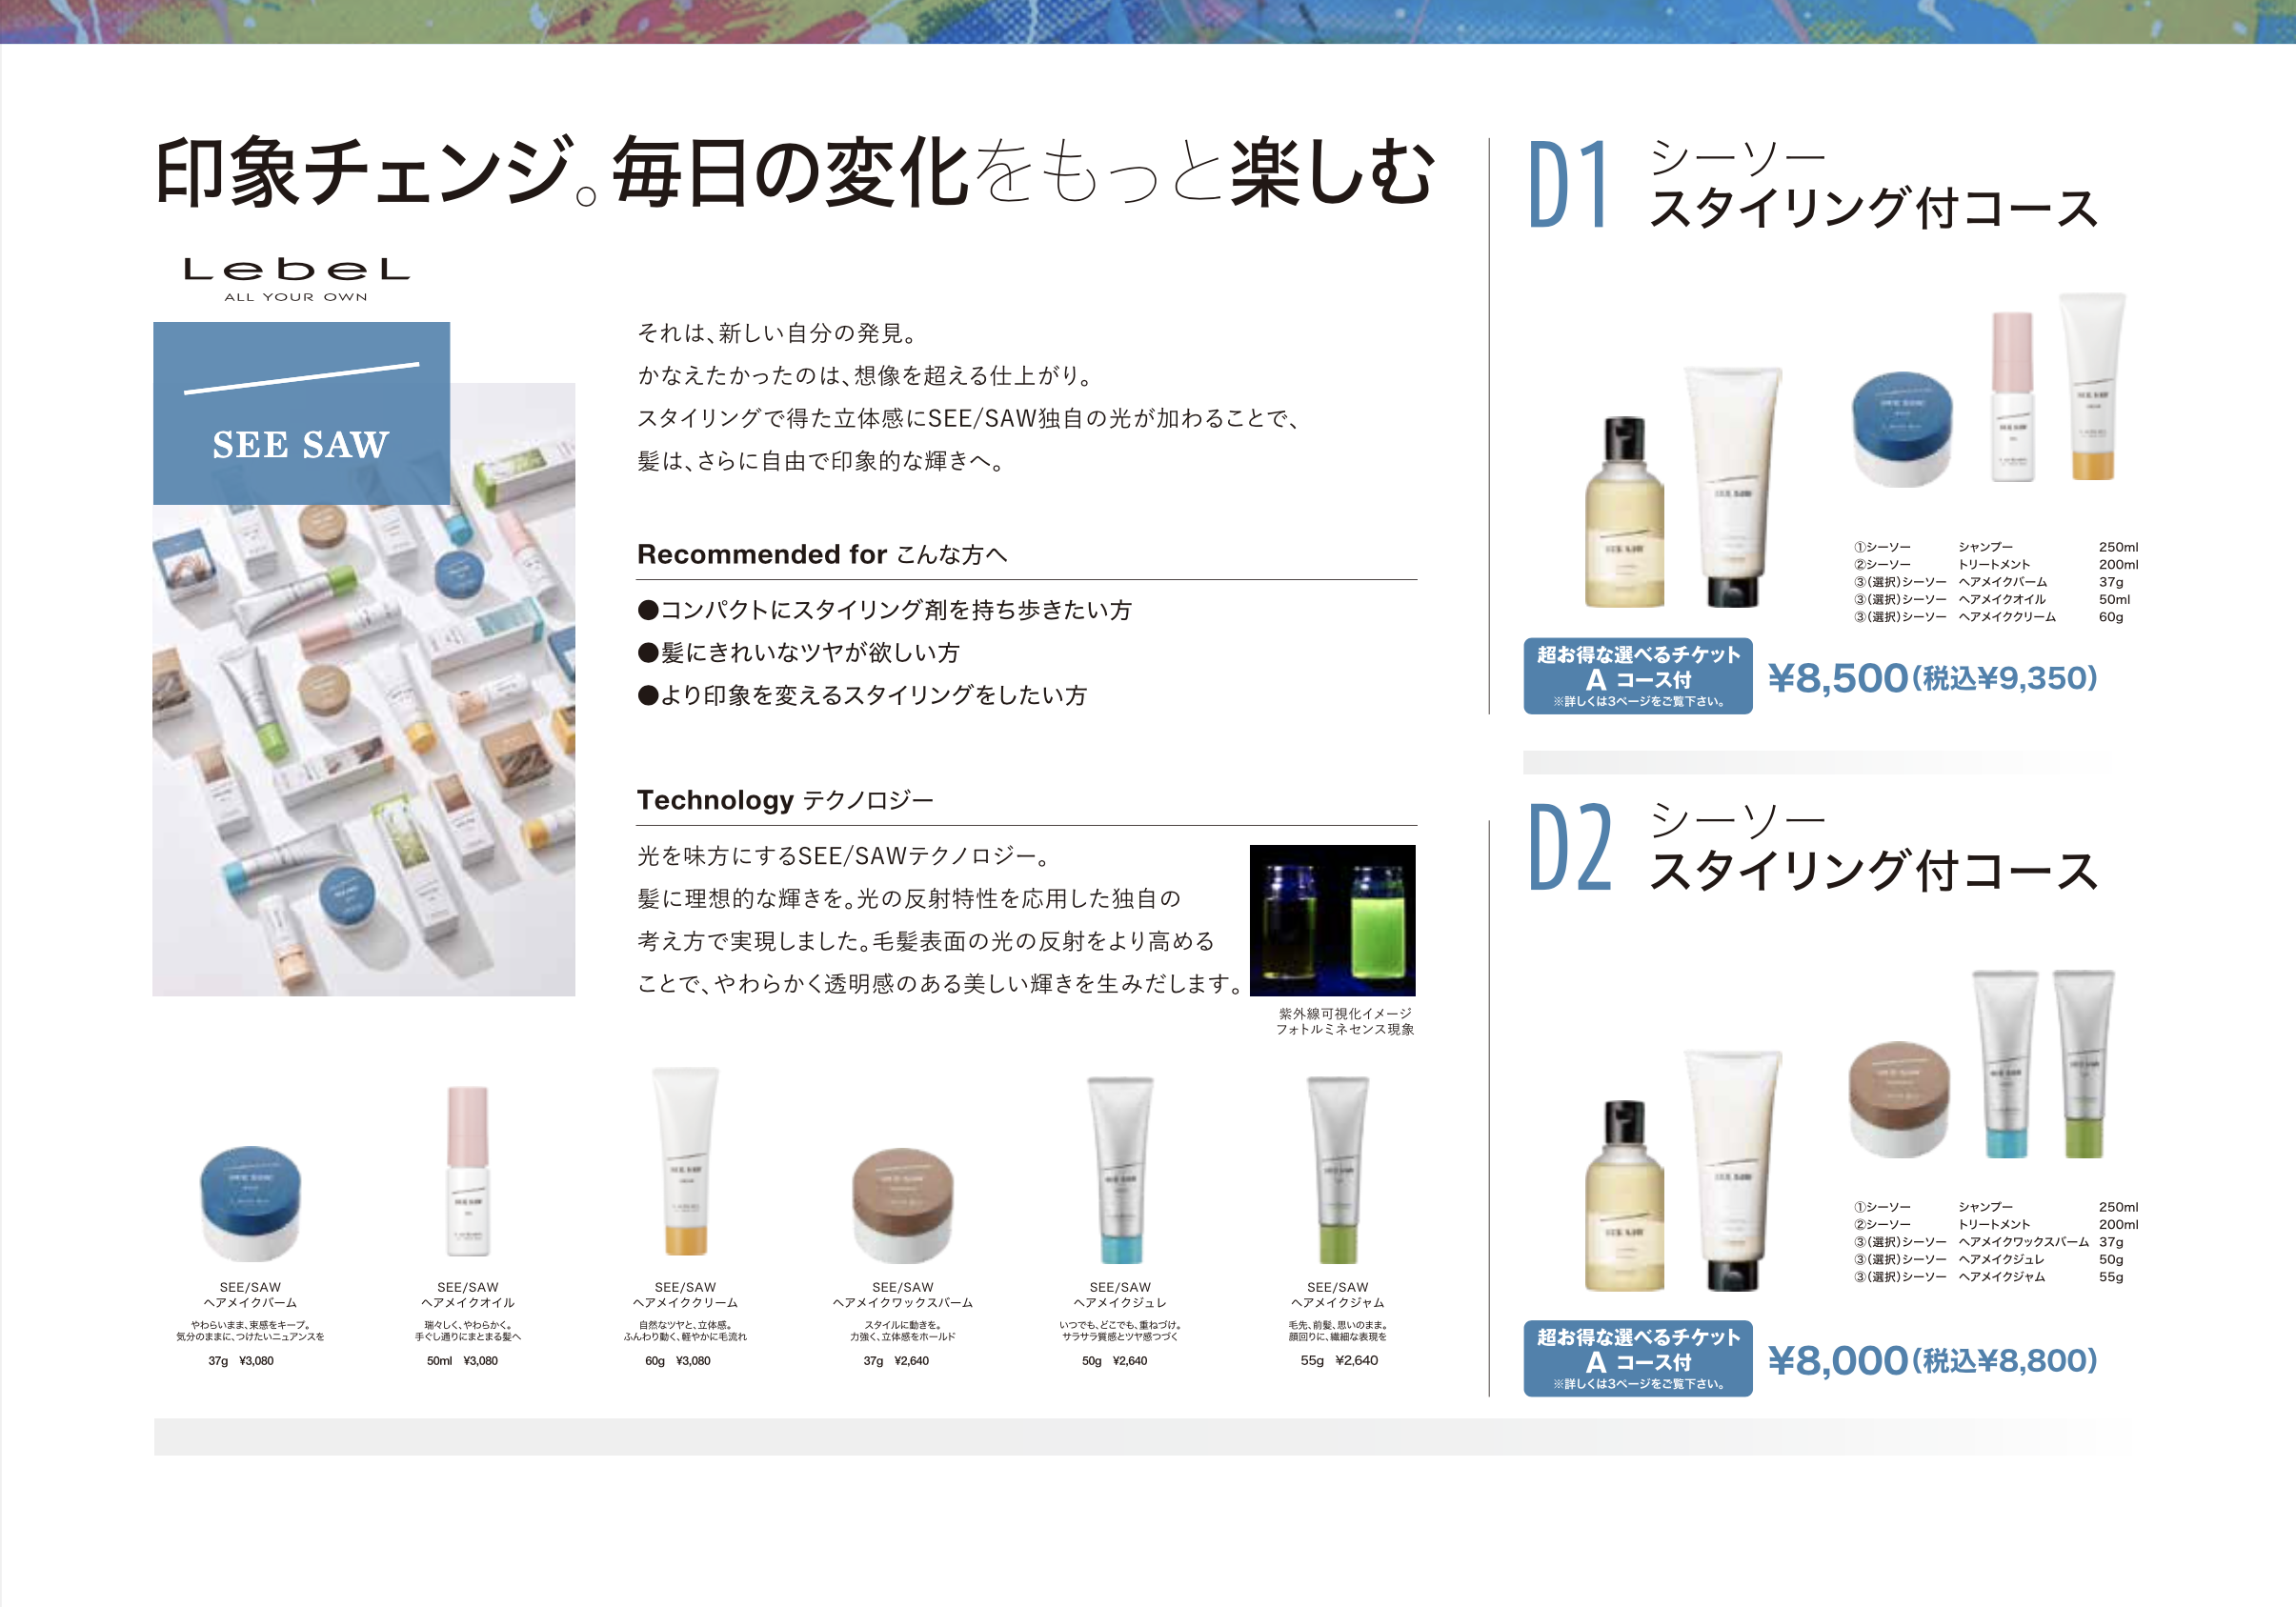 印象チェンジ。毎日の変化をもっと楽しむ
LebeL
ALL YOUR OWN
SEE SAW
それは、新しい自分の発見。
かなえたかったのは、想像を超える仕上がり。
スタイリングで得た立体感にSEE/SAW独自の光が加わることで、
髪は、さらに自由で印象的な輝きへ。
Recommended for こんな方へ
●コンパクトにスタイリング剤を持ち歩きたい方
●髪にきれいなツヤが欲しい方
●より印象を変えるスタイリングをしたい方
Technology テクノロジー
光を味方にするSEE/SAWテクノロジー。
髪に理想的な輝きを。光の反射特性を応用した独自の
考え方で実現しました。毛髪表面の光の反射をより高める
ことで、やわらかく透明感のある美しい輝きを生みだします。
紫外線可視化イメージ
フォトルミネセンス現象
SEE/SAW
ヘアメイクバーム
やわらいまま、束感をキープ。
気分のままに、つけたいニュアンスを
37g ¥3,080
SEE/SAW
ヘアメイクオイル
瑞々しく、やわらかく。
手ぐし通りにまとまる髪へ
50ml ¥3,080
SEE/SAW
ヘアメイククリーム
自然なツヤと、立体感。
ふんわり動く、軽やかに毛流れ
60g ¥3,080
SEE/SAW
ヘアメイクワックスバーム
スタイルに動きを。
力強く、立体感をホールド
37g ¥2,640
SEE/SAW
ヘアメイクジュレ
いつでも、どこでも、重ねづけ。
サラサラ質感とツヤ感つづく
50g ¥2,640
SEE/SAW
ヘアメイクジャム
毛先、前髪、思いのまま。
顔回りに、繊細な表現を
55g ¥2,640
D1 シーソー
スタイリング付コース
①シーソー シャンプー 250ml
②シーソー トリートメント 200ml
③(選択)シーソー ヘアメイクバーム 37g
③(選択)シーソー ヘアメイクオイル 50ml
③(選択)シーソー ヘアメイククリーム 60g
超お得な選べるチケット
A コース付
※詳しくは3ページをご覧下さい。
¥8,500(税込¥9,350)
D2 シーソー
スタイリング付コース
①シーソー シャンプー 250ml
②シーソー トリートメント 200ml
③(選択)シーソー ヘアメイクワックスバーム 37g
③(選択)シーソー ヘアメイクジュレ 50g
③(選択)シーソー ヘアメイクジャム 55g
超お得な選べるチケット
A コース付
※詳しくは3ページをご覧下さい。
¥8,000(税込¥8,800)